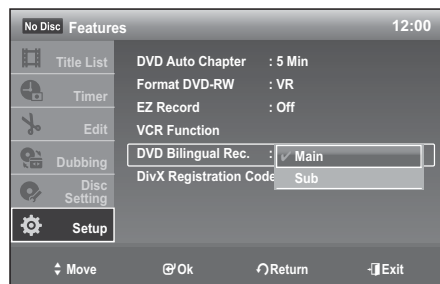 No Disc Features 12:00
Title List
Timer
Edit
Dubbing
Disc
Setting
Setup
DVD Auto Chapter : 5 Min
Format DVD-RW : VR
EZ Record : Off
VCR Function
DVD Bilingual Rec. : ✔ Main
DivX Registration Code Sub
Move Ok Return Exit